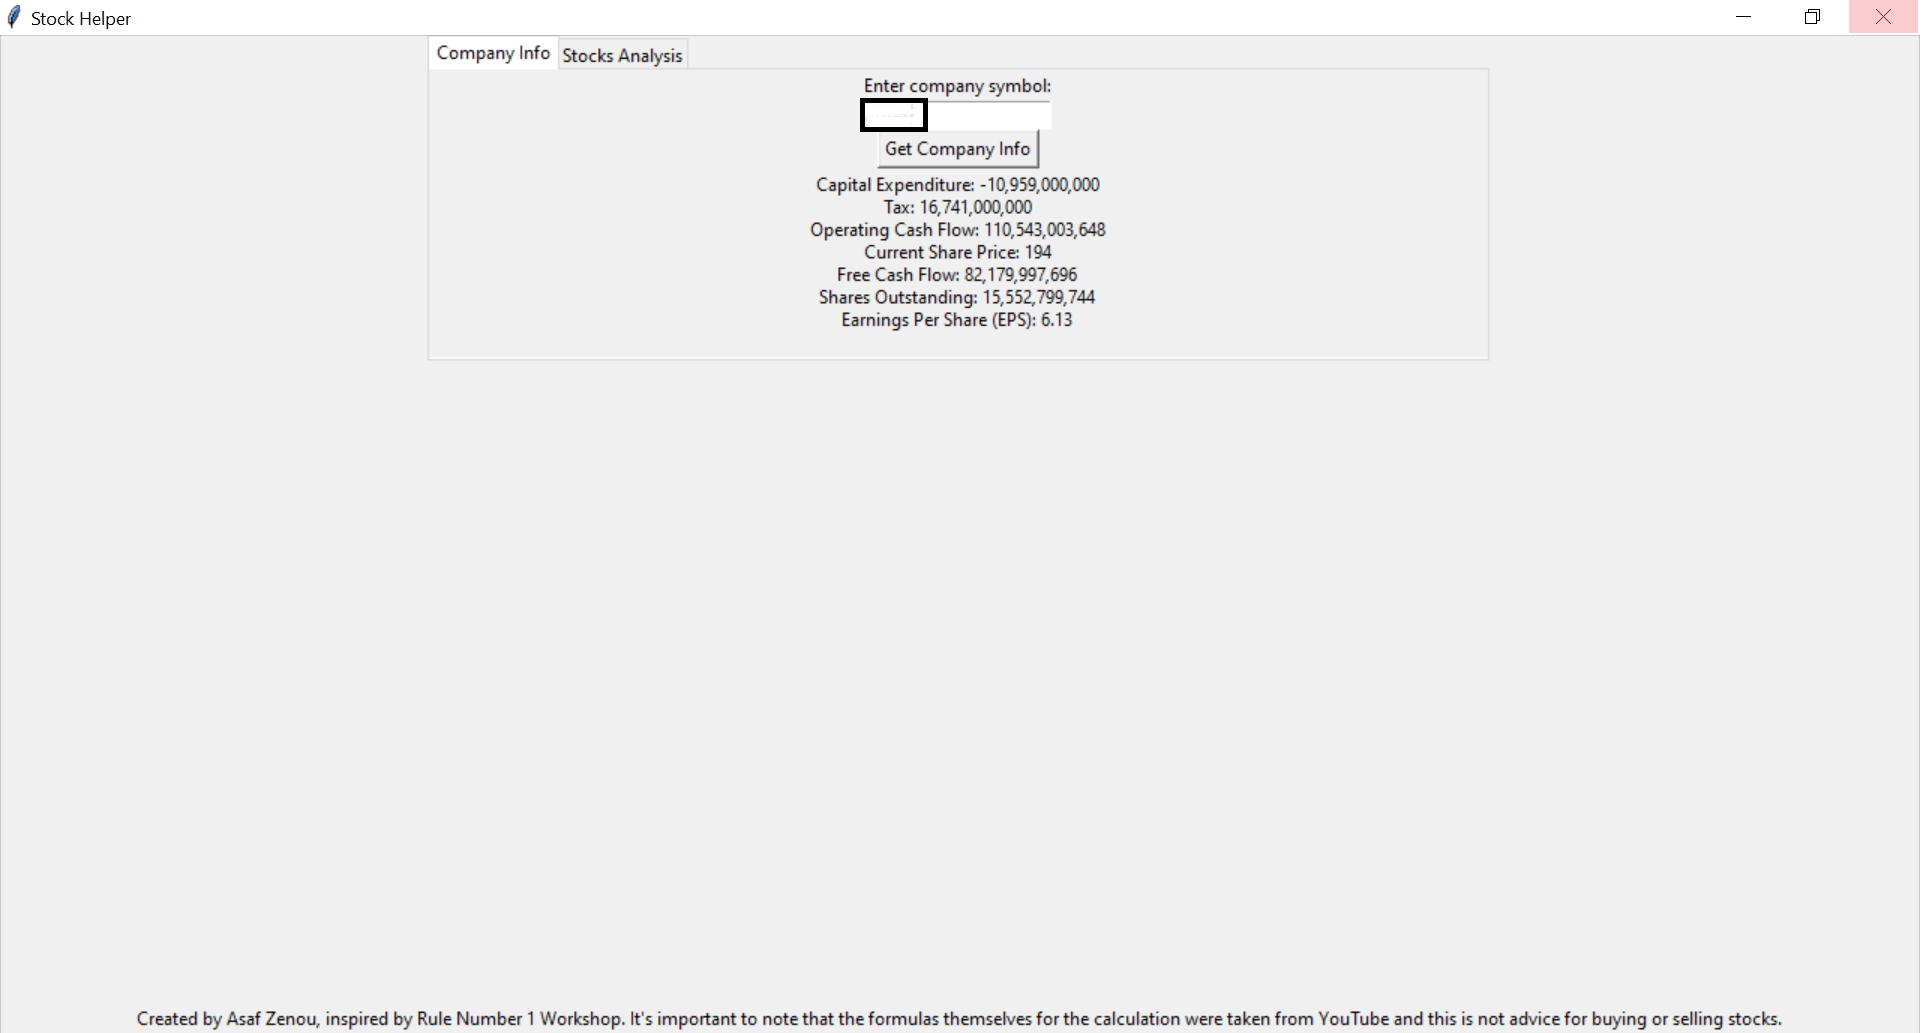 Stock Helper
Company Info
Stocks Analysis
Enter company symbol:
Get Company Info
Capital Expenditure: -10,959,000,000
Tax: 16,741,000,000
Operating Cash Flow: 110,543,003,648
Current Share Price: 194
Free Cash Flow: 82,179,997,696
Shares Outstanding: 15,552,799,744
Earnings Per Share (EPS): 6.13
Created by Asaf Zenou, inspired by Rule Number 1 Workshop. It's important to note that the formulas themselves for the calculation were taken from YouTube and this is not advice for buying or selling stocks.